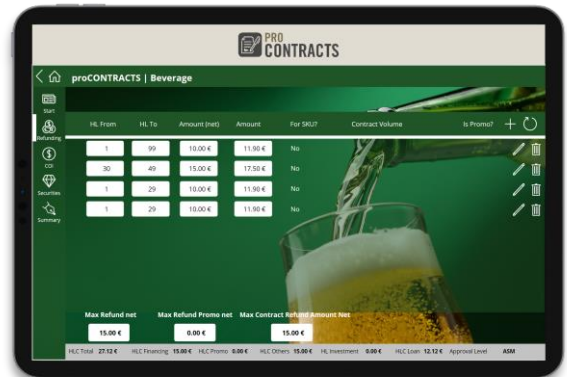 PRO
CONTRACTS
proCONTRACTS | Beverage
Start
Refunding
COI
Securities
Summary
HL From HL To Amount (net) Amount For SKU? Contract Volume Is Promo?
1 99 10.00 € 11.90 € No
30 49 15.00 € 17.50 € No
1 29 10.00 € 11.90 € No
1 29 10.00 € 11.90 € No
Max Refund net Max Refund Promo net Max Contract Refund Amount Net
15.00 € 0.00 € 15.00 €
HLC Total 27.12 € HLC Financing 15.00 € HLC Promo 0.00 € HLC Others 15.00 € HL Investment 0.00 € HLC Loan 12.12 € Approval Level ASM